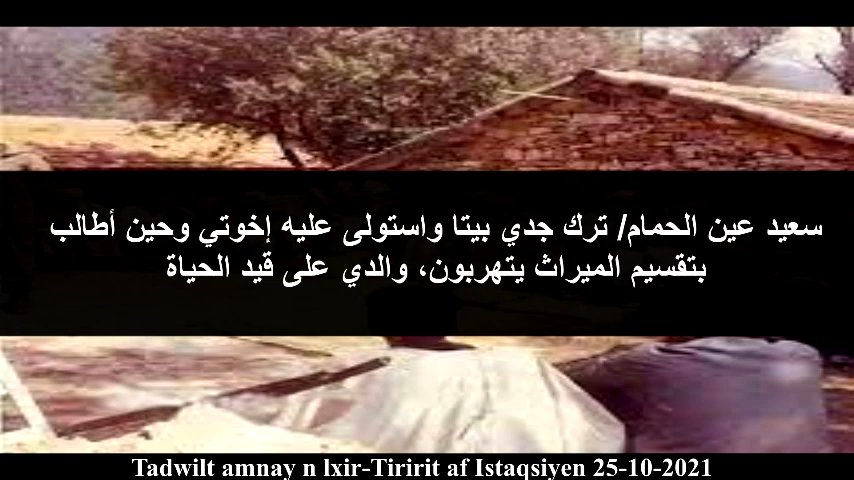 سعيد عين الحمام/ ترك جدي بيتا واستولى عليه إخوتي وحين أطالب
بتقسيم الميراث يتهربون، والدي على قيد الحياة
Tadwilt amnay n lxir-Tiririt af Istaqsiyen 25-10-2021